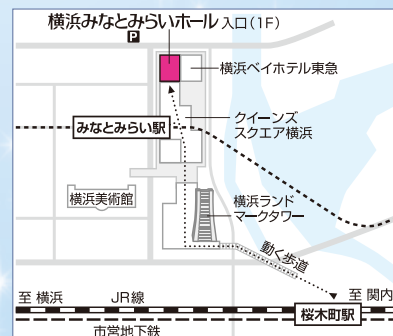 横浜みなとみらいホール 入口(1F)
P
横浜ベイホテル東急
クイーンズ
スクエア横浜
みなとみらい駅
横浜美術館
横浜ランド
マークタワー
動く歩道
至 横浜
JR線
至 関内
桜木町駅
市営地下鉄